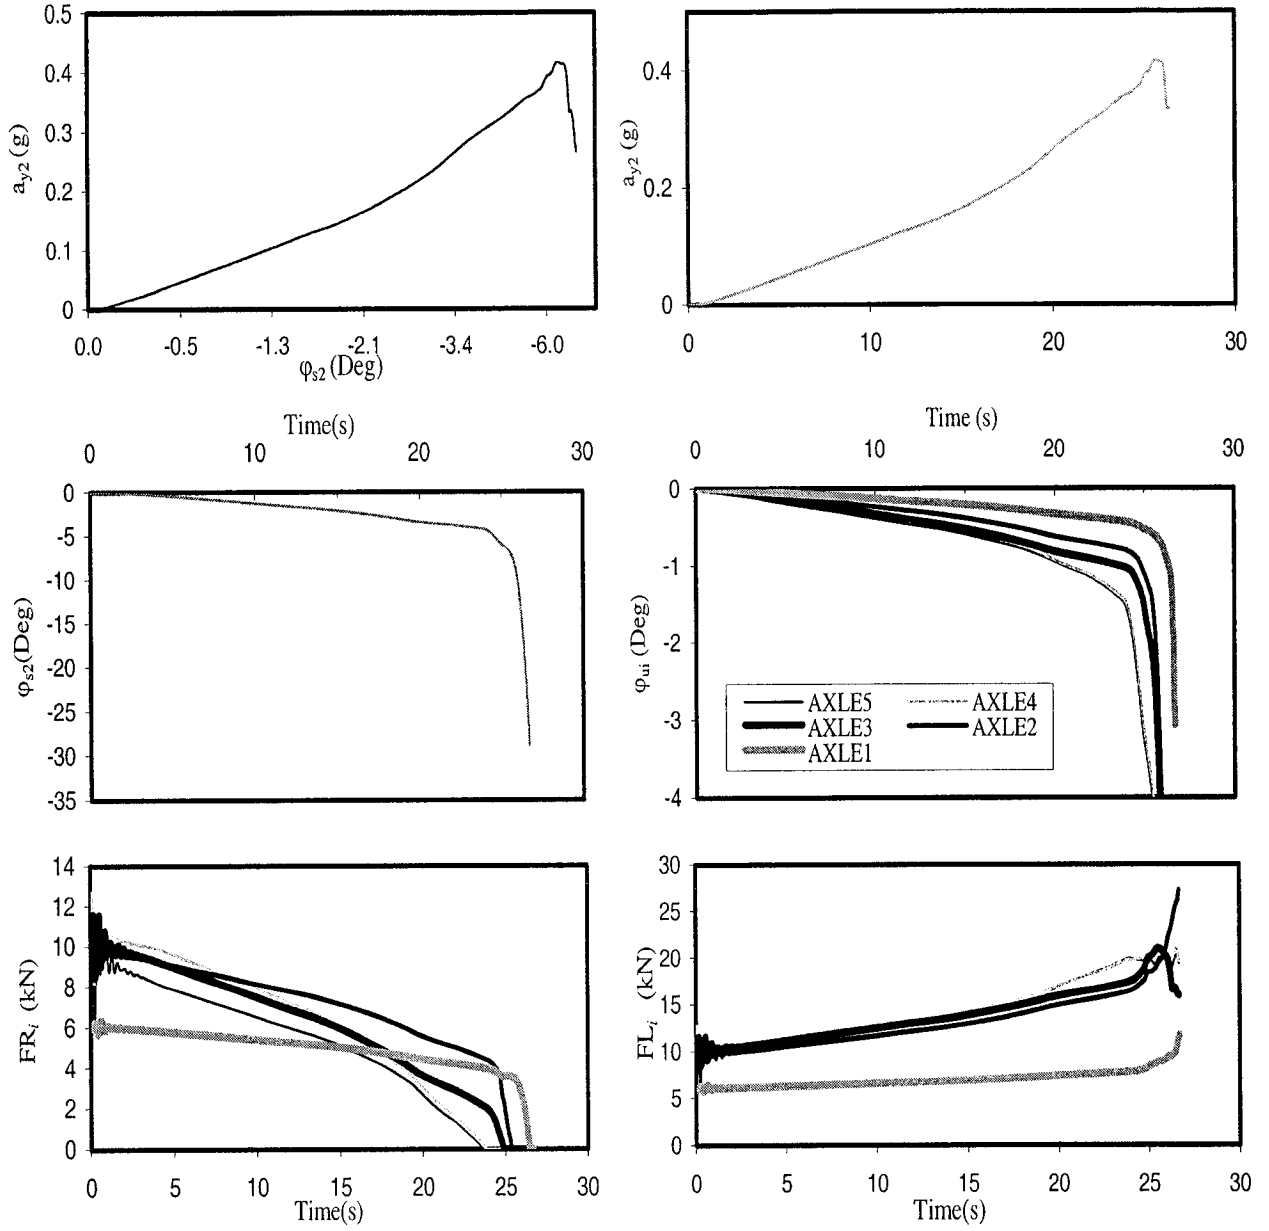 0.5
0.4
0.3
0.2
0.1
0
a_y2 (g)
0.0 -0.5 -1.3 -2.1 -3.4 -6.0
φ_s2 (Deg)
0.4
0.2
0
a_y2 (g)
0 10 20 30
Time(s)
0 10 20 30
0
-5
-10
-15
-20
-25
-30
-35
φ_s2(Deg)
Time (s)
0 10 20 30
0
-1
-2
-3
-4
φ_ui (Deg)
AXLE5 AXLE4
AXLE3 AXLE2
AXLE1
14
12
10
8
6
4
2
0
FR_i (kN)
0 5 10 15 20 25 30
Time(s)
30
25
20
15
10
5
0
FL_i (kN)
0 5 10 15 20 25 30
Time(s)